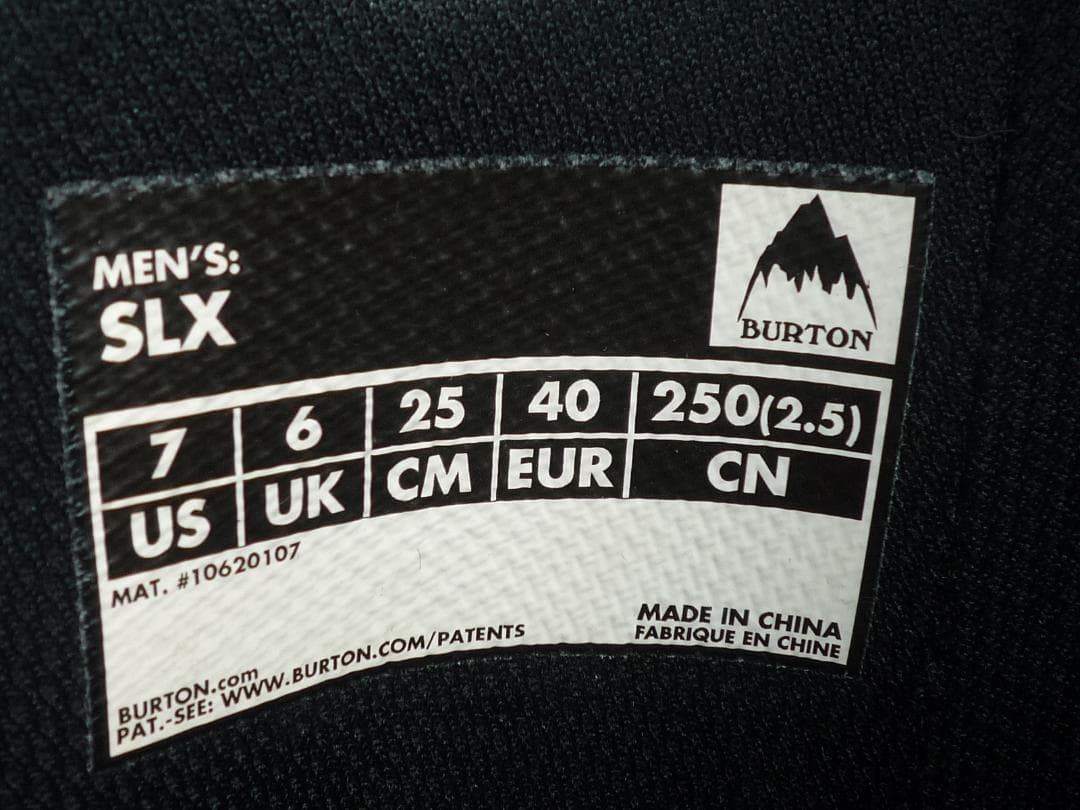 MEN'S:
SLX
BURTON
7 6 25 40 250(2.5)
US UK CM EUR CN
MAT. #10620107
MADE IN CHINA
FABRIQUE EN CHINE
BURTON.com
PAT.-SEE: WWW.BURTON.COM/PATENTS